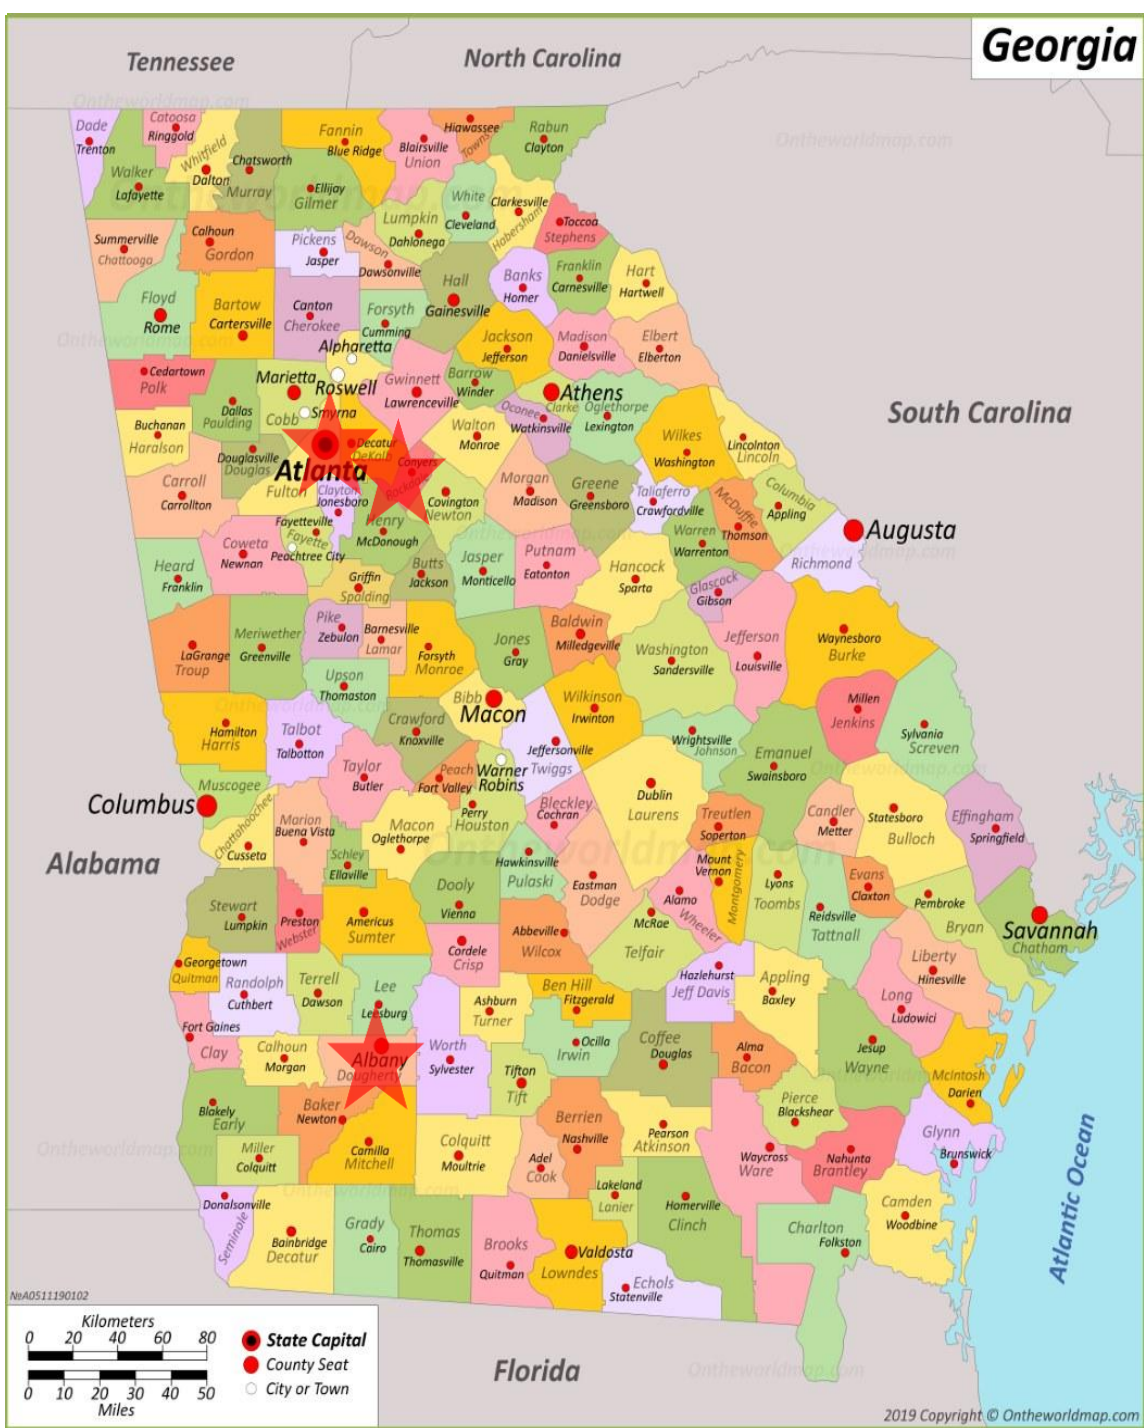 Georgia
Tennessee
North Carolina
Ontheworldmap.com
Ontheworldmap.com
Dade
Trenton
Catoosa
Ringgold
Walker
Lafayette
Whitfield
Dalton
Chatsworth
Murray
Fannin
Blue Ridge
Ellijay
Gilmer
Blairsville
Union
Hiawassee
Towns
Rabun
Clayton
White
Cleveland
Clarkesville
Habersham
Toccoa
Stephens
Lumpkin
Dahlonega
Summerville
Chattooga
Calhoun
Gordon
Pickens
Jasper
Dawson
Dawsonville
Hall
Gainesville
Banks
Homer
Franklin
Carnesville
Hart
Hartwell
Floyd
Rome
Bartow
Cartersville
Canton
Cherokee
Forsyth
Cumming
Alpharetta
Jackson
Jefferson
Madison
Danielsville
Elbert
Elberton
Cedartown
Polk
Marietta
Roswell
Cobb
Smyrna
Gwinnett
Lawrenceville
Barrow
Winder
Athens
Clarke
Oconee
Watkinsville
Oglethorpe
Lexington
South Carolina
Dallas
Paulding
Buchanan
Haralson
Douglasville
Douglas
Decatur
DeKalb
Atlanta
Fulton
Conyers
Rockdale
Walton
Monroe
Wilkes
Washington
Lincolnton
Lincoln
Carroll
Carrollton
Clayton
Jonesboro
Covington
Newton
Morgan
Madison
Greene
Greensboro
Taliaferro
Crawfordville
McDuffie
Thomson
Columbia
Appling
Augusta
Richmond
Fayetteville
Fayette
Peachtree City
Henry
McDonough
Coweta
Newnan
Heard
Franklin
Griffin
Spalding
Butts
Jackson
Jasper
Monticello
Putnam
Eatonton
Hancock
Sparta
Warren
Warrenton
Glascock
Gibson
LaGrange
Troup
Meriwether
Greenville
Pike
Zebulon
Barnesville
Lamar
Forsyth
Monroe
Jones
Gray
Baldwin
Milledgeville
Washington
Sandersville
Jefferson
Louisville
Waynesboro
Burke
Upson
Thomaston
Bibb
Macon
Wilkinson
Irwinton
Millen
Jenkins
Sylvania
Screven
Hamilton
Harris
Talbot
Talbotton
Crawford
Knoxville
Jeffersonville
Twiggs
Wrightsville
Johnson
Emanuel
Swainsboro
Taylor
Butler
Peach
Fort Valley
Warner
Robins
Perry
Houston
Muscogee
Columbus
Chattahoochee
Cusseta
Marion
Buena Vista
Schley
Ellaville
Macon
Oglethorpe
Bleckley
Cochran
Dublin
Laurens
Treutlen
Soperton
Candler
Metter
Statesboro
Bulloch
Effingham
Springfield
Alabama
Hawkinsville
Pulaski
Dooly
Vienna
Eastman
Dodge
Mount
Vernon
Montgomery
Alamo
Wheeler
McRae
Telfair
Lyons
Toombs
Evans
Claxton
Reidsville
Tattnall
Pembroke
Bryan
Savannah
Chatham
Stewart
Lumpkin
Preston
Webster
Americus
Sumter
Cordele
Crisp
Abbeville
Wilcox
Georgetown
Quitman
Randolph
Cuthbert
Terrell
Dawson
Lee
Leesburg
Ashburn
Turner
Ben Hill
Fitzgerald
Hazlehurst
Jeff Davis
Appling
Baxley
Liberty
Hinesville
Long
Ludowici
Fort Gaines
Clay
Calhoun
Morgan
Albany
Dougherty
Worth
Sylvester
Ocilla
Irwin
Tifton
Tift
Coffee
Douglas
Alma
Bacon
Jesup
Wayne
McIntosh
Darien
Blakely
Early
Baker
Newton
Camilla
Mitchell
Colquitt
Moultrie
Berrien
Nashville
Pearson
Atkinson
Pierce
Blackshear
Miller
Colquitt
Adel
Cook
Waycross
Ware
Nahunta
Brantley
Glynn
Brunswick
Lakeland
Lanier
Homerville
Clinch
Donalsonville
Seminole
Bainbridge
Decatur
Grady
Cairo
Thomas
Thomasville
Brooks
Quitman
Valdosta
Lowndes
Echols
Statenville
Charlton
Folkston
Camden
Woodbine
Atlantic Ocean
NeA0511190102
Kilometers
0 20 40 60 80
0 10 20 30 40 50
Miles
State Capital
County Seat
City or Town
Florida
Ontheworldmap.com
2019 Copyright © Ontheworldmap.com